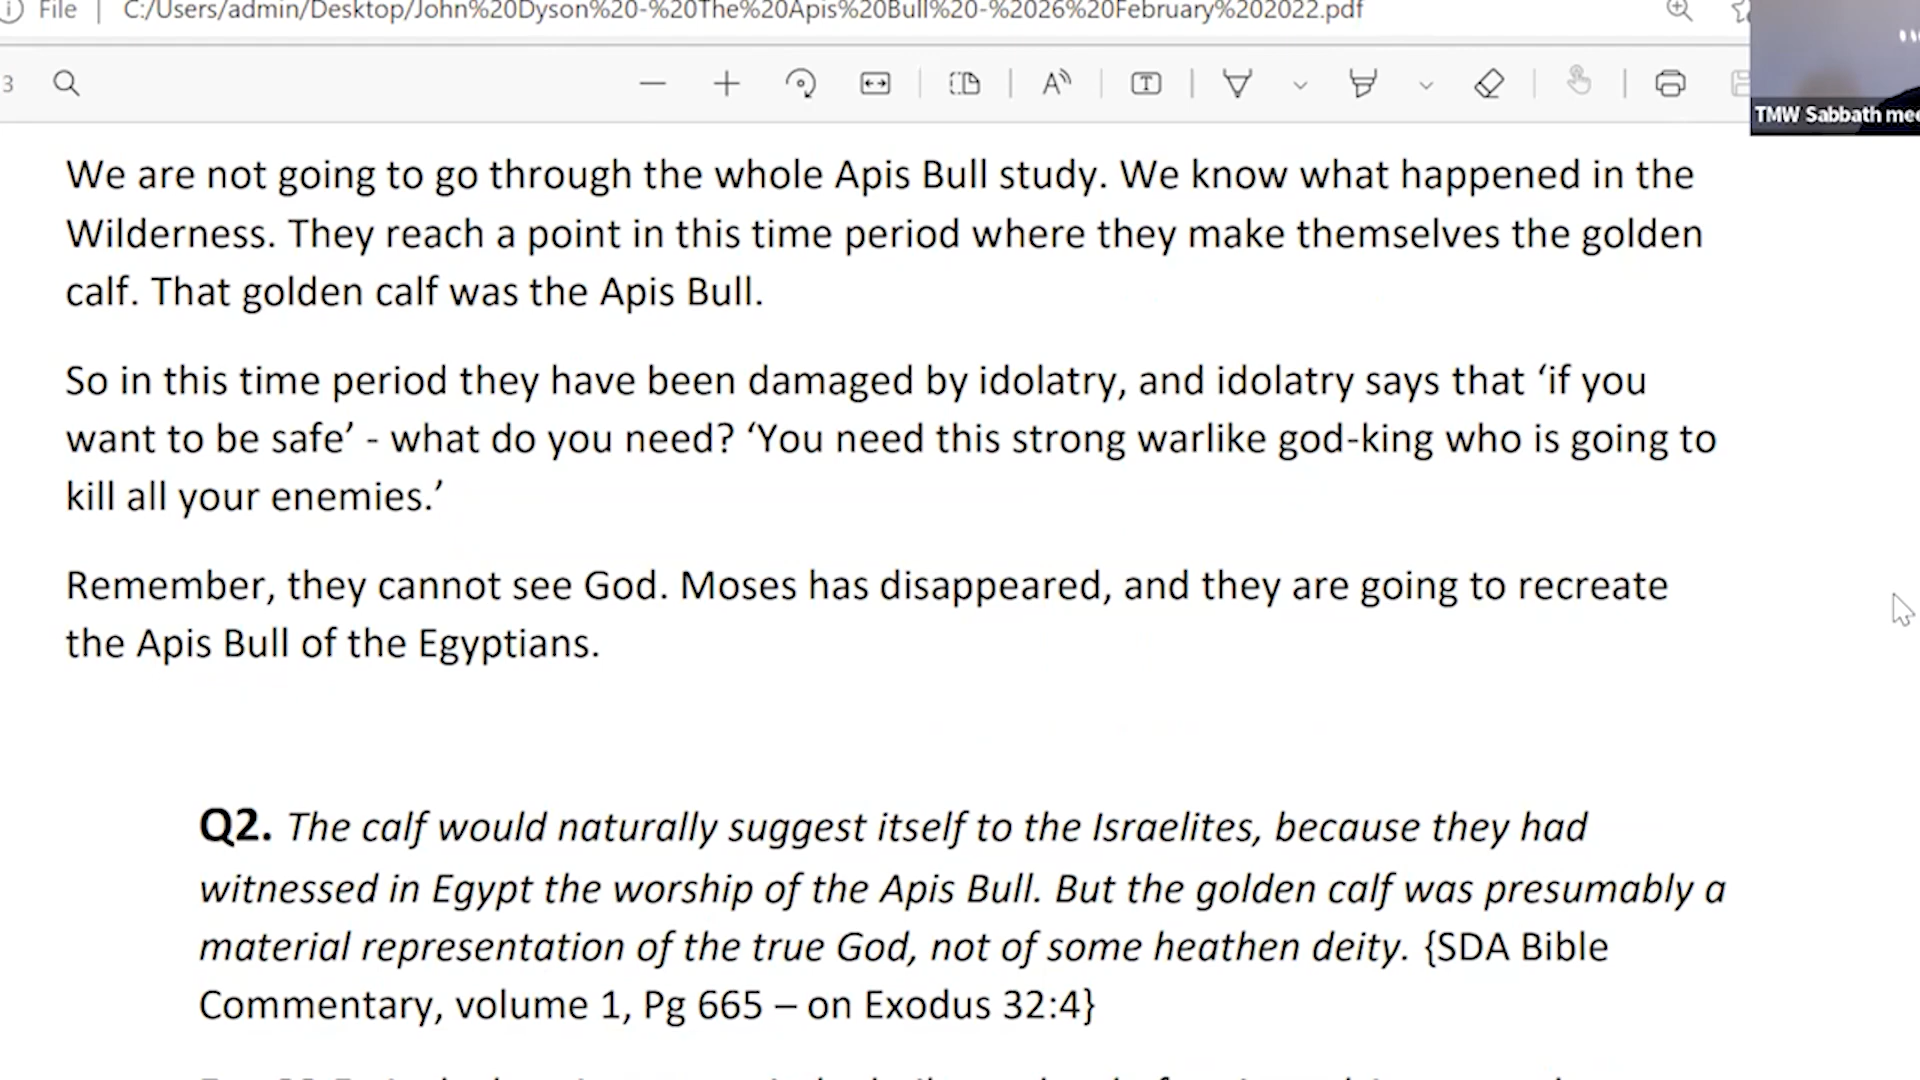 File | C:/Users/admin/Desktop/John%20Dyson%20-%20The%20Apis%20Bull%20-%2026%20February%202022.pdf
3
TMW Sabbath mee
We are not going to go through the whole Apis Bull study. We know what happened in the
Wilderness. They reach a point in this time period where they make themselves the golden
calf. That golden calf was the Apis Bull.
So in this time period they have been damaged by idolatry, and idolatry says that ‘if you
want to be safe’ - what do you need? ‘You need this strong warlike god-king who is going to
kill all your enemies.’
Remember, they cannot see God. Moses has disappeared, and they are going to recreate
the Apis Bull of the Egyptians.
Q2. The calf would naturally suggest itself to the Israelites, because they had
witnessed in Egypt the worship of the Apis Bull. But the golden calf was presumably a
material representation of the true God, not of some heathen deity. {SDA Bible
Commentary, volume 1, Pg 665 – on Exodus 32:4}